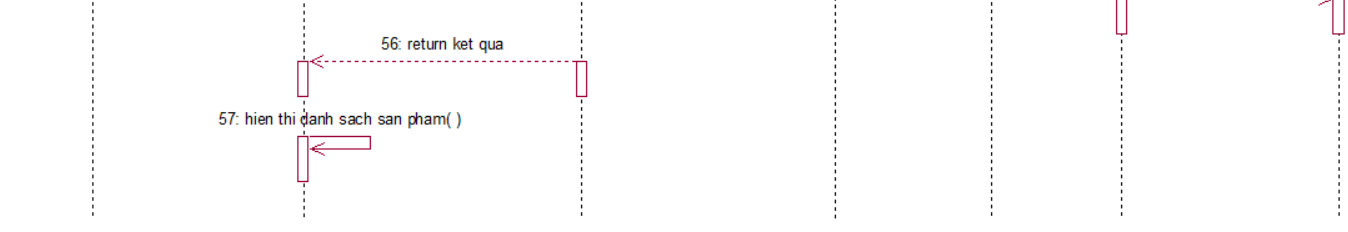 56: return ket qua
57: hien thi danh sach san pham( )